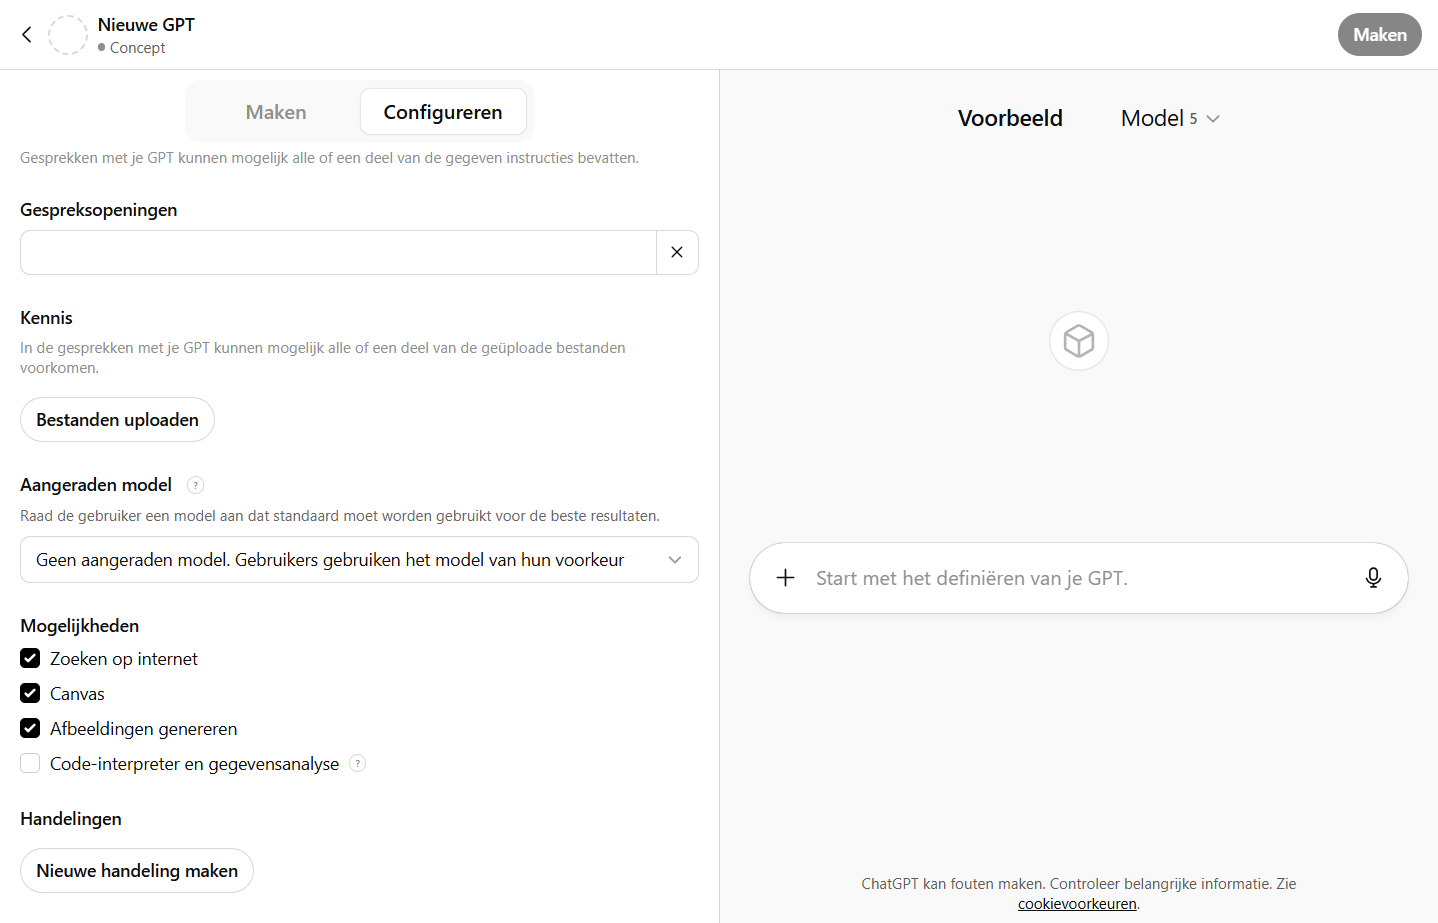 Nieuwe GPT
Concept
Maken
Maken
Configureren
Gesprekken met je GPT kunnen mogelijk alle of een deel van de gegeven instructies bevatten.
Gespreksopeningen
Kennis
In de gesprekken met je GPT kunnen mogelijk alle of een deel van de geüploade bestanden
voorkomen.
Bestanden uploaden
Aangeraden model ?
Raad de gebruiker een model aan dat standaard moet worden gebruikt voor de beste resultaten.
Geen aangeraden model. Gebruikers gebruiken het model van hun voorkeur
Mogelijkheden
Zoeken op internet
Canvas
Afbeeldingen genereren
Code-interpreter en gegevensanalyse ?
Handelingen
Nieuwe handeling maken
Voorbeeld
Model 5
Start met het definiëren van je GPT.
ChatGPT kan fouten maken. Controleer belangrijke informatie. Zie
cookievoorkeuren.